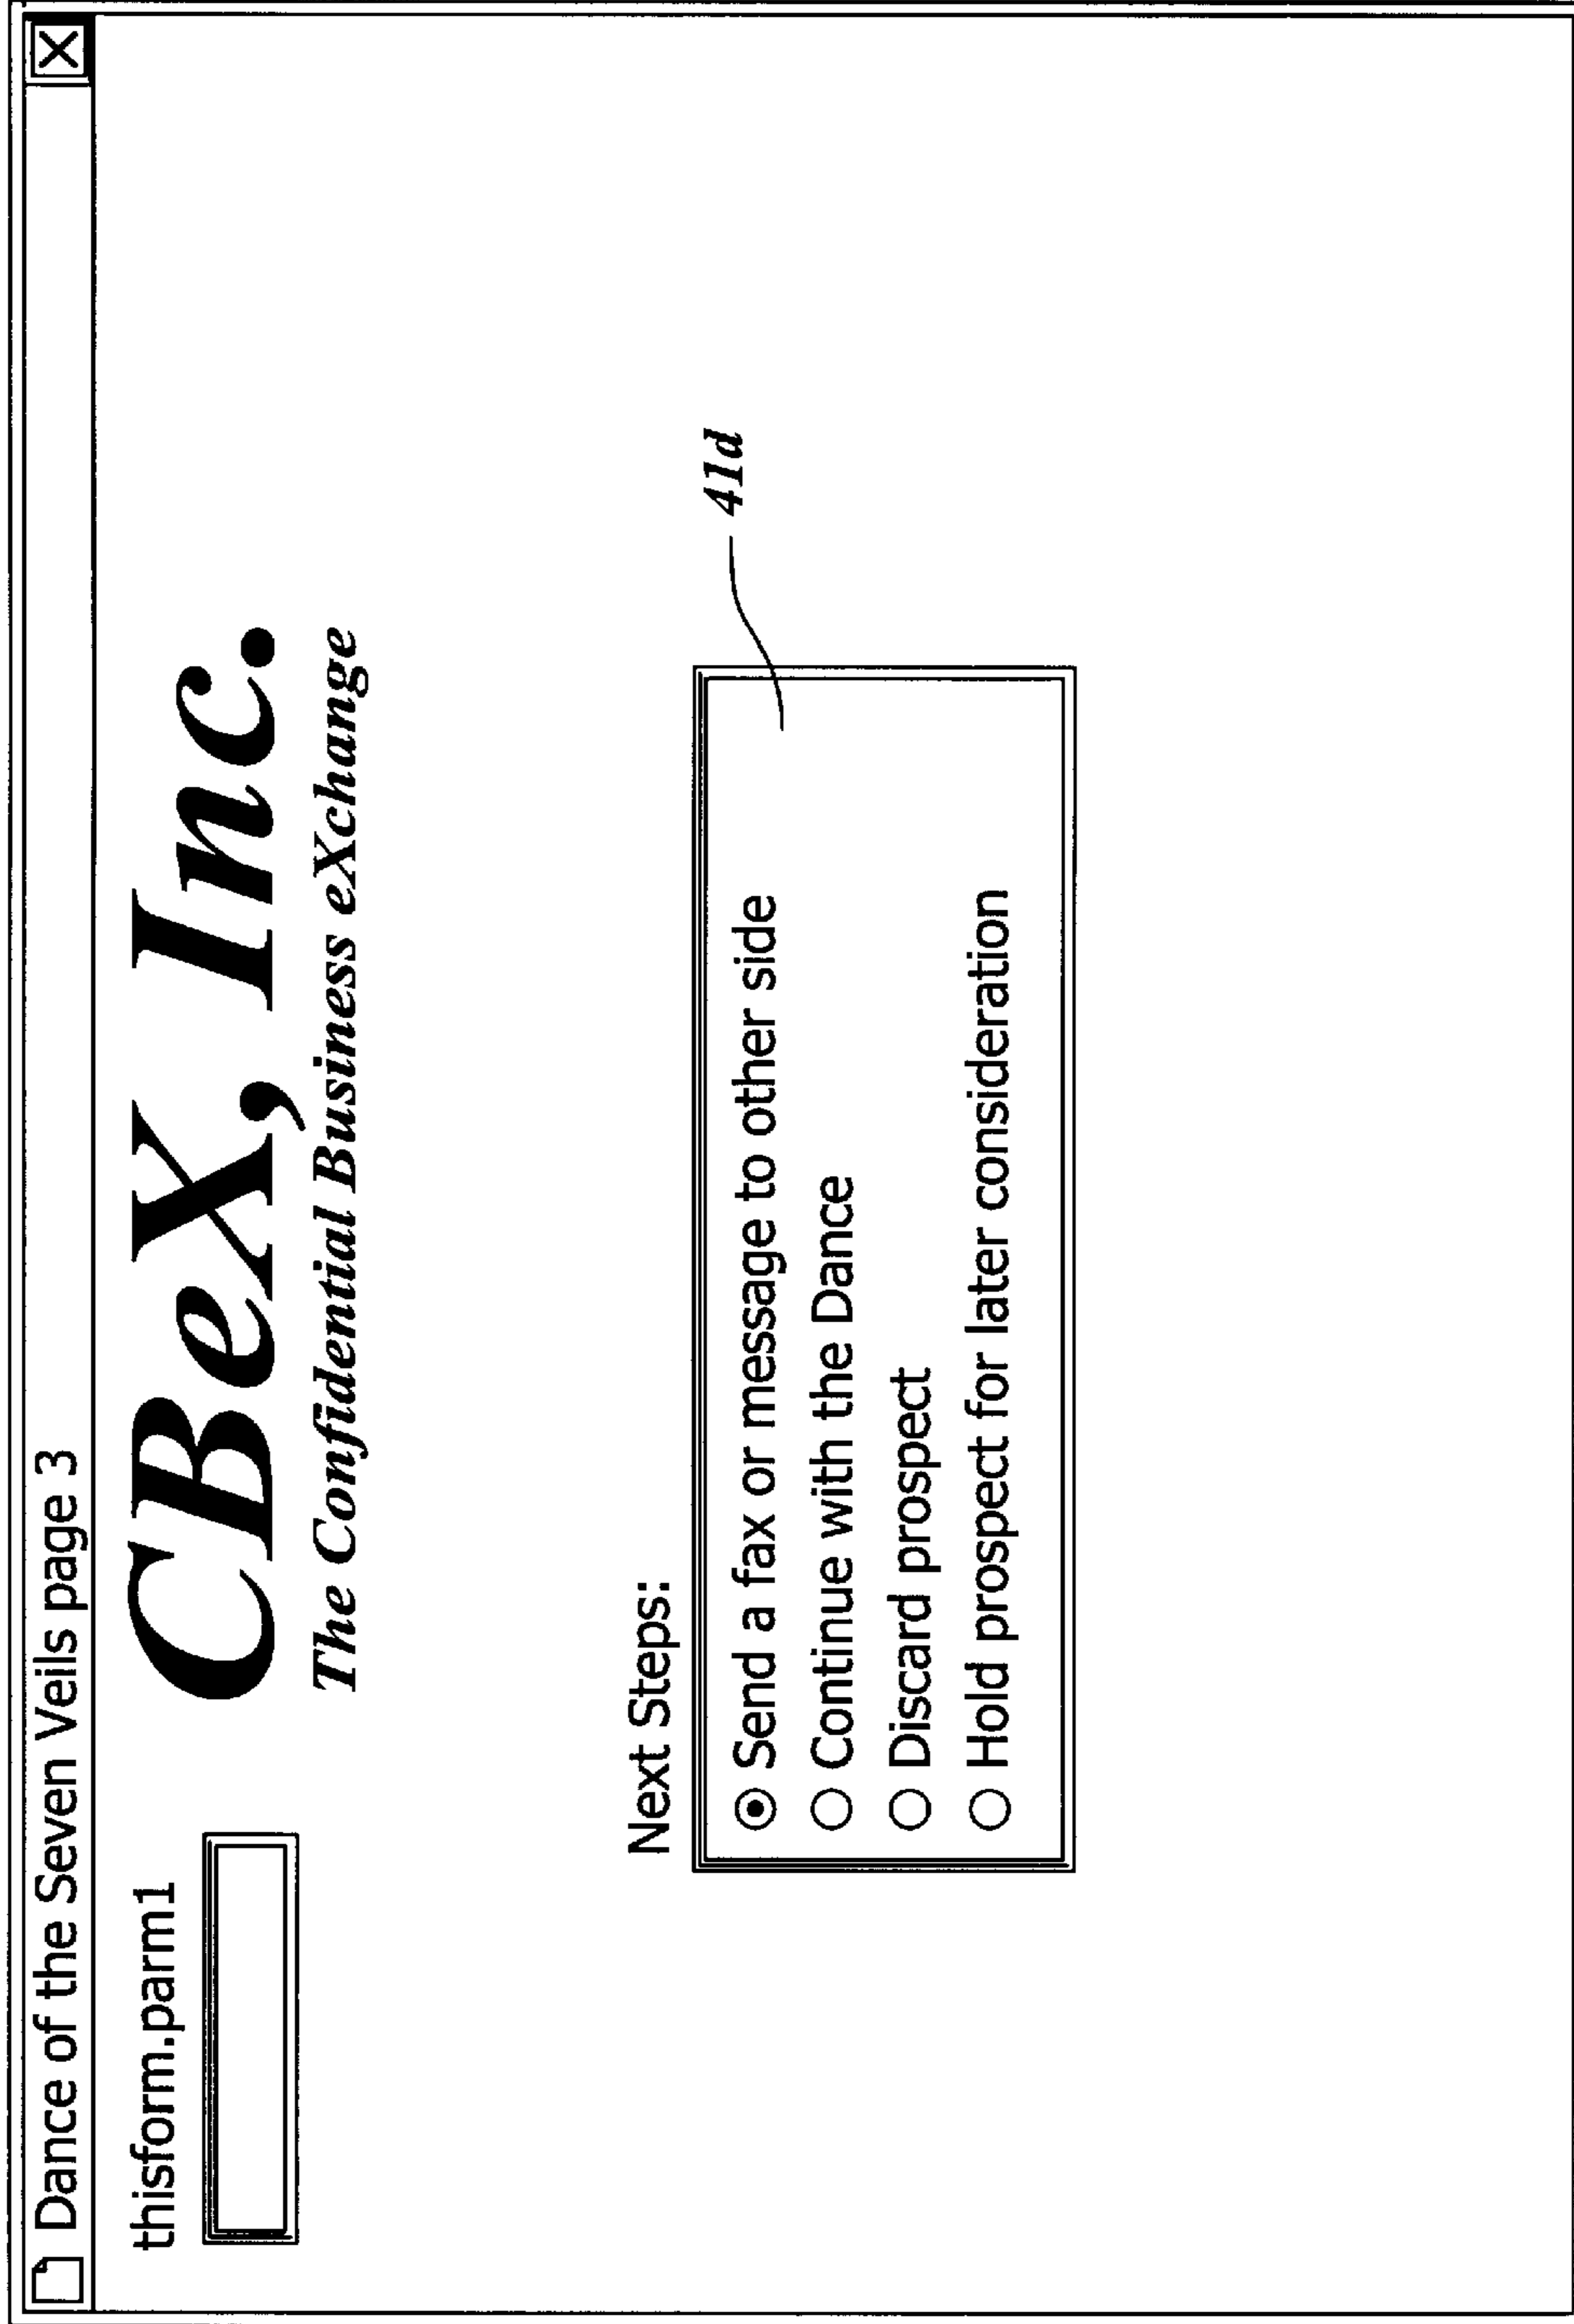 Dance of the Seven Veils page 3
thisform.parm1
CBeX, Inc.
The Confidential Business eXchange
Next Steps:
Send a fax or message to other side
Continue with the Dance
Discard prospect
Hold prospect for later consideration
41d